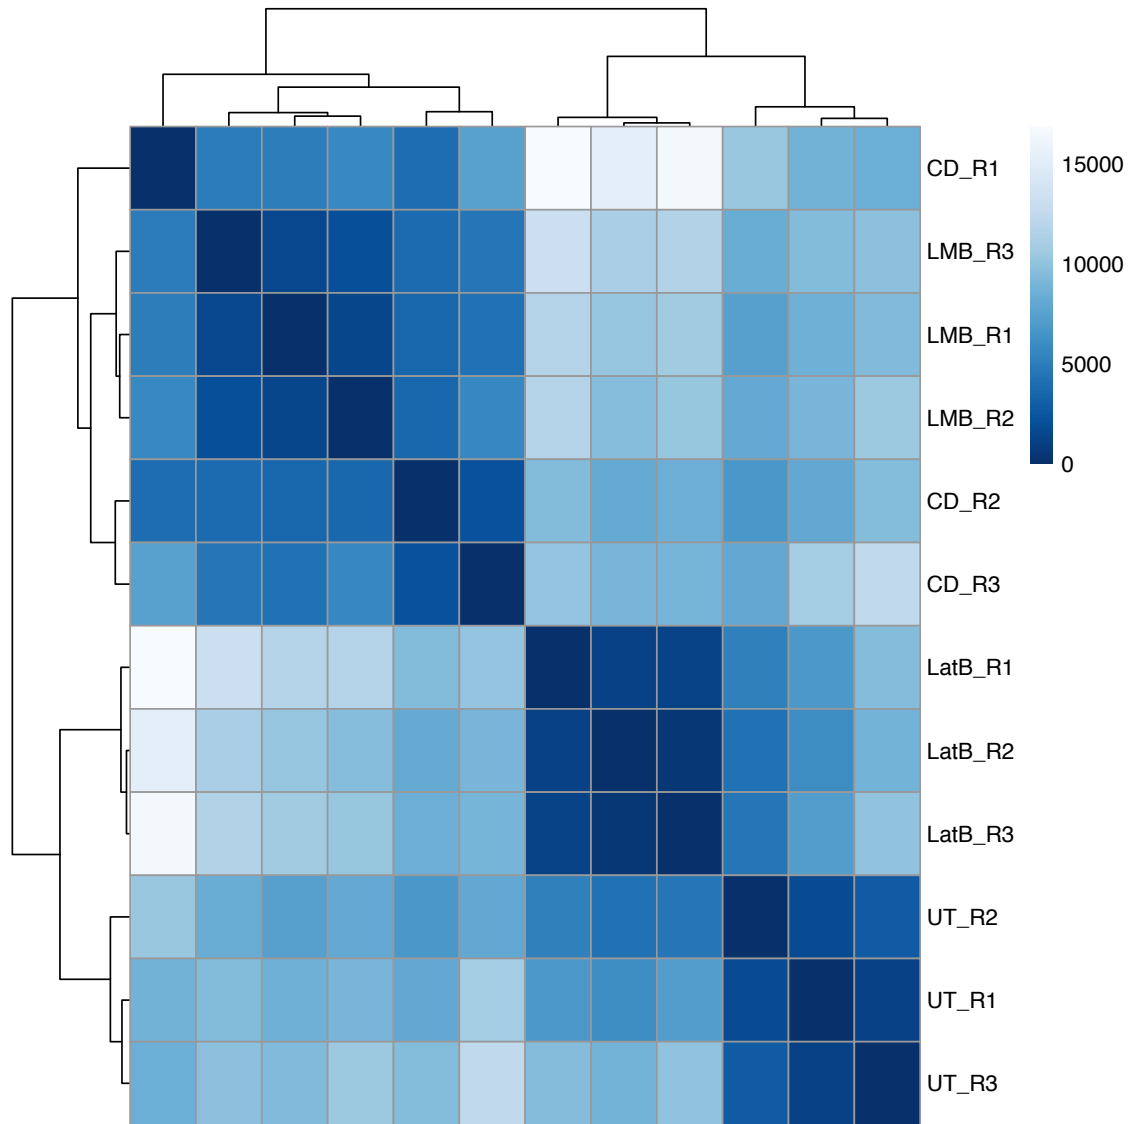 CD_R1
LMB_R3
LMB_R1
LMB_R2
CD_R2
CD_R3
LatB_R1
LatB_R2
LatB_R3
UT_R2
UT_R1
UT_R3
15000
10000
5000
0